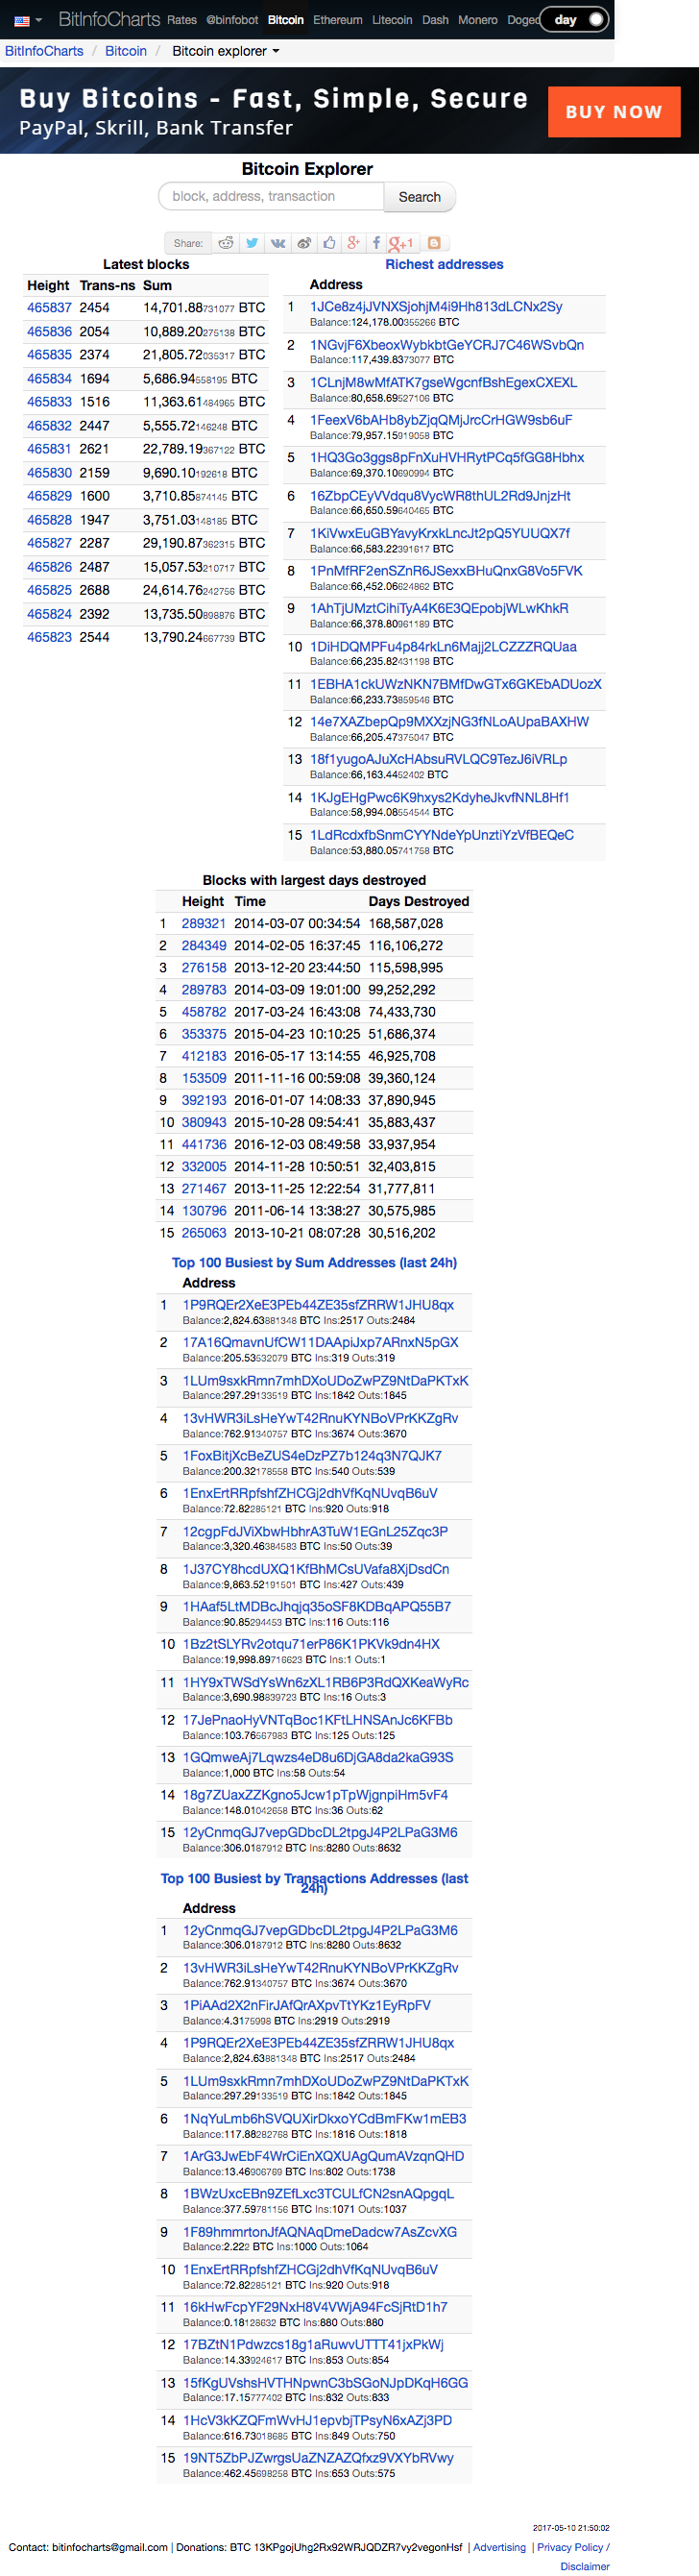 BitInfoCharts Rates @binfobot Bitcoin Ethereum Litecoin Dash Monero Doged day
BitInfoCharts / Bitcoin / Bitcoin explorer
Buy Bitcoins - Fast, Simple, Secure
PayPal, Skrill, Bank Transfer
BUY NOW
Bitcoin Explorer
block, address, transaction Search
Share: +1
Latest blocks
Height Trans-ns Sum
465837 2454 14,701.88731077 BTC
465836 2054 10,889.20275138 BTC
465835 2374 21,805.72035317 BTC
465834 1694 5,686.94558195 BTC
465833 1516 11,363.61484965 BTC
465832 2447 5,555.72146248 BTC
465831 2621 22,789.19367122 BTC
465830 2159 9,690.10192618 BTC
465829 1600 3,710.85874145 BTC
465828 1947 3,751.03148185 BTC
465827 2287 29,190.87362315 BTC
465826 2487 15,057.53210717 BTC
465825 2688 24,614.76242756 BTC
465824 2392 13,735.50898876 BTC
465823 2544 13,790.24667739 BTC
Richest addresses
Address
1 1JCe8z4jJVNXSjohjM4i9Hh813dLCNx2Sy
Balance:124,178.00355266 BTC
2 1NGvjF6XbeoxWybkbtGeYCRJ7C46WSvbQn
Balance:117,439.8373077 BTC
3 1CLnjM8wMfATK7gseWgcnfBshEgexCXEXL
Balance:80,658.69527106 BTC
4 1FeexV6bAHb8ybZjqQMjJrcCrHGW9sb6uF
Balance:79,957.15919058 BTC
5 1HQ3Go3ggs8pFnXuHVHRytPCq5fGG8Hbhx
Balance:69,370.10690994 BTC
6 16ZbpCEyVVdqu8VycWR8thUL2Rd9JnjzHt
Balance:66,650.59640465 BTC
7 1KiVwxEuGBYavyKrxkLncJt2pQ5YUUQX7f
Balance:66,583.22391617 BTC
8 1PnMfRF2enSZnR6JSexxBHuQnxG8Vo5FVK
Balance:66,452.06624862 BTC
9 1AhTjUMztCihiTyA4K6E3QEpobjWLwKhkR
Balance:66,378.80961189 BTC
10 1DiHDQMPFu4p84rkLn6Majj2LCZZZRQUaa
Balance:66,235.82431198 BTC
11 1EBHA1ckUWzNKN7BMfDwGTx6GKEbADUozX
Balance:66,233.73859546 BTC
12 14e7XAZbepQp9MXXzjNG3fNLoAUpaBAXHW
Balance:66,205.47375047 BTC
13 18f1yugoAJuXcHAbsuRVLQC9TezJ6iVRLp
Balance:66,163.4452402 BTC
14 1KJgEHgPwc6K9hxys2KdyheJkvfNNL8Hf1
Balance:58,994.08554544 BTC
15 1LdRcdxfbSnmCYYNdeYpUnztiYzVfBEQeC
Balance:53,880.05741758 BTC
Blocks with largest days destroyed
Height Time Days Destroyed
1 289321 2014-03-07 00:34:54 168,587,028
2 284349 2014-02-05 16:37:45 116,106,272
3 276158 2013-12-20 23:44:50 115,598,995
4 289783 2014-03-09 19:01:00 99,252,292
5 458782 2017-03-24 16:43:08 74,433,730
6 353375 2015-04-23 10:10:25 51,686,374
7 412183 2016-05-17 13:14:55 46,925,708
8 153509 2011-11-16 00:59:08 39,360,124
9 392193 2016-01-07 14:08:33 37,890,945
10 380943 2015-10-28 09:54:41 35,883,437
11 441736 2016-12-03 08:49:58 33,937,954
12 332005 2014-11-28 10:50:51 32,403,815
13 271467 2013-11-25 12:22:54 31,777,811
14 130796 2011-06-14 13:38:27 30,575,985
15 265063 2013-10-21 08:07:28 30,516,202
Top 100 Busiest by Sum Addresses (last 24h)
Address
1 1P9RQEr2XeE3PEb44ZE35sfZRRW1JHU8qx
Balance:2,824.63881348 BTC Ins:2517 Outs:2484
2 17A16QmavnUfCW11DAApiJxp7ARnxN5pGX
Balance:205.53532079 BTC Ins:319 Outs:319
3 1LUm9sxkRmn7mhDXoUDoZwPZ9NtDaPKTxK
Balance:297.29133519 BTC Ins:1842 Outs:1845
4 13vHWR3iLsHeYwT42RnuKYNBoVPrKKZgRv
Balance:762.91340757 BTC Ins:3674 Outs:3670
5 1FoxBitjXcBeZUS4eDzPZ7b124q3N7QJK7
Balance:200.32178558 BTC Ins:540 Outs:539
6 1EnxErtRRpfshfZHCGj2dhVfKqNUvqB6uV
Balance:72.82285121 BTC Ins:920 Outs:918
7 12cgpFdJViXbwHbhrA3TuW1EGnL25Zqc3P
Balance:3,320.46384583 BTC Ins:50 Outs:39
8 1J37CY8hcdUXQ1KfBhMCsUVafa8XjDsdCn
Balance:9,863.52191501 BTC Ins:427 Outs:439
9 1HAaf5LtMDBcJhqjq35oSF8KDBqAPQ55B7
Balance:90.85294453 BTC Ins:116 Outs:116
10 1Bz2tSLYRv2otqu71erP86K1PKVk9dn4HX
Balance:19,998.89716623 BTC Ins:1 Outs:1
11 1HY9xTWSdYsWn6zXL1RB6P3RdQXKeaWyRc
Balance:3,690.98839723 BTC Ins:16 Outs:3
12 17JePnaoHyVNTqBoc1KFtLHNSAnJc6KFBb
Balance:103.76567983 BTC Ins:125 Outs:125
13 1GQmweAj7Lqwzs4eD8u6DjGA8da2kaG93S
Balance:1,000 BTC Ins:58 Outs:54
14 18g7ZUaxZZKgno5Jcw1pTpWjgnpiHm5vF4
Balance:148.01042658 BTC Ins:36 Outs:62
15 12yCnmqGJ7vepGDbcDL2tpgJ4P2LPaG3M6
Balance:306.0187912 BTC Ins:8280 Outs:8632
Top 100 Busiest by Transactions Addresses (last
24h)
Address
1 12yCnmqGJ7vepGDbcDL2tpgJ4P2LPaG3M6
Balance:306.0187912 BTC Ins:8280 Outs:8632
2 13vHWR3iLsHeYwT42RnuKYNBoVPrKKZgRv
Balance:762.91340757 BTC Ins:3674 Outs:3670
3 1PiAAd2X2nFirJAfQrAXpvTtYKz1EyRpFV
Balance:4.3175998 BTC Ins:2919 Outs:2919
4 1P9RQEr2XeE3PEb44ZE35sfZRRW1JHU8qx
Balance:2,824.63881348 BTC Ins:2517 Outs:2484
5 1LUm9sxkRmn7mhDXoUDoZwPZ9NtDaPKTxK
Balance:297.29133519 BTC Ins:1842 Outs:1845
6 1NqYuLmb6hSVQUXirDkxoYCdBmFKw1mEB3
Balance:117.88282768 BTC Ins:1816 Outs:1818
7 1ArG3JwEbF4WrCiEnXQXUAgQumAVzqnQHD
Balance:13.46906769 BTC Ins:802 Outs:1738
8 1BWzUxcEBn9ZEfLxc3TCULfCN2snAQpgqL
Balance:377.59781156 BTC Ins:1071 Outs:1037
9 1F89hmmrtonJfAQNAqDmeDadcw7AsZcvXG
Balance:2.222 BTC Ins:1000 Outs:1064
10 1EnxErtRRpfshfZHCGj2dhVfKqNUvqB6uV
Balance:72.82285121 BTC Ins:920 Outs:918
11 16kHwFcpYF29NxH8V4VWjA94FcSjRtD1h7
Balance:0.18128632 BTC Ins:880 Outs:880
12 17BZtN1Pdwzcs18g1aRuwvUTTT41jxPkWj
Balance:14.33924617 BTC Ins:853 Outs:854
13 15fKgUVshsHVTHNpwnC3bSGoNJpDKqH6GG
Balance:17.15777402 BTC Ins:832 Outs:833
14 1HcV3kKZQFmWvHJ1epvbjTPsyN6xAZj3PD
Balance:616.73018685 BTC Ins:849 Outs:750
15 19NT5ZbPJZwrgsUaZNZAZQfxz9VXYbRVwy
Balance:462.45698258 BTC Ins:653 Outs:575
2017-05-10 21:50:02
Contact: bitinfocharts@gmail.com | Donations: BTC 13KPgojUhg2Rx92WRJQDZR7vy2vegonHsf | Advertising | Privacy Policy /
Disclaimer